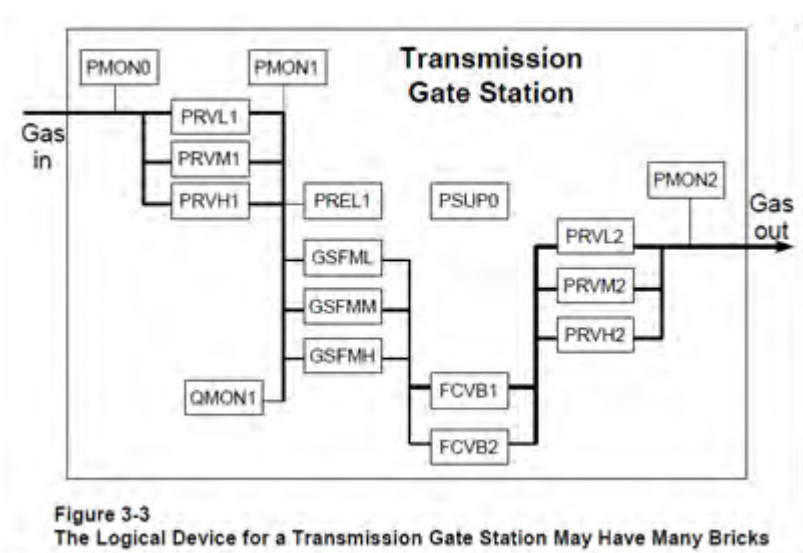 Transmission
Gate Station
PMON0
PMON1
Gas
in
PRVL1
PRVM1
PRVH1
PREL1
PSUP0
PMON2
Gas
out
GSFML
GSFMM
GSFMH
QMON1
FCVB1
FCVB2
PRVL2
PRVM2
PRVH2
Figure 3-3
The Logical Device for a Transmission Gate Station May Have Many Bricks